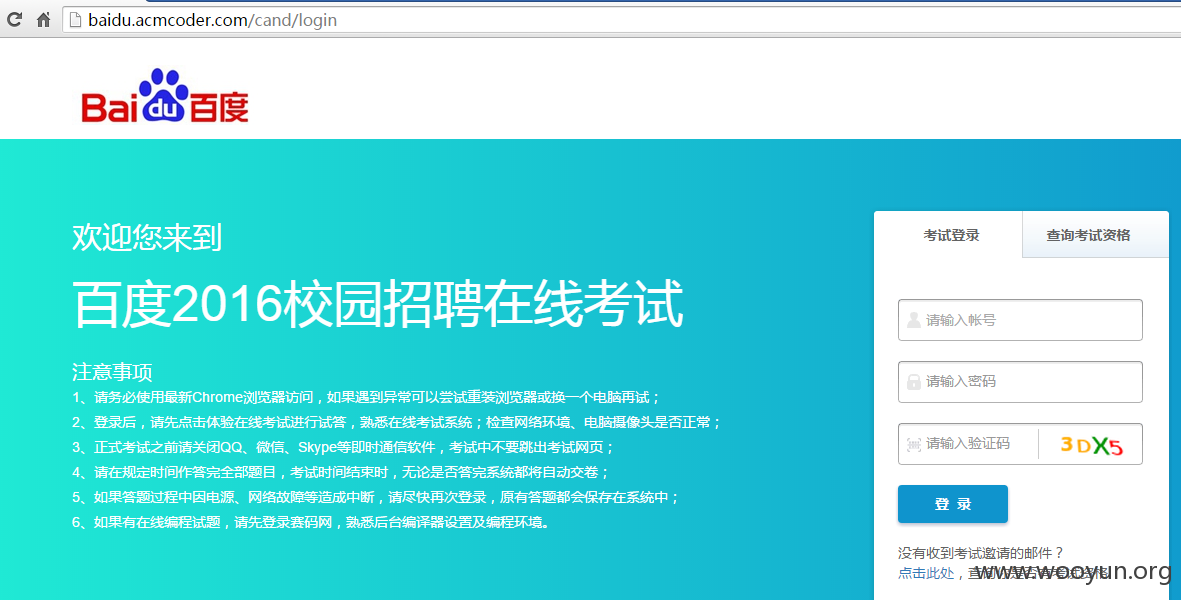 baidu.acmcoder.com/cand/login
Bai du 百度
欢迎您来到
百度2016校园招聘在线考试
注意事项
1、请务必使用最新Chrome浏览器访问，如果遇到异常可以尝试重装浏览器或换一个电脑再试；
2、登录后，请先点击体验在线考试进行试答，熟悉在线考试系统；检查网络环境、电脑摄像头是否正常；
3、正式考试之前请关闭QQ、微信、Skype等即时通信软件，考试中不要跳出考试网页；
4、请在规定时间作答完全部题目，考试时间结束时，无论是否答完系统都将自动交卷；
5、如果答题过程中因电源、网络故障等造成中断，请尽快再次登录，原有答题都会保存在系统中；
6、如果有在线编程试题，请先登录赛码网，熟悉后台编译器设置及编程环境。
考试登录 查询考试资格
请输入帐号
请输入密码
请输入验证码 3DX5
登 录
没有收到考试邀请的邮件？
点击此处，查询你是否有考试资格
www.wooyun.org